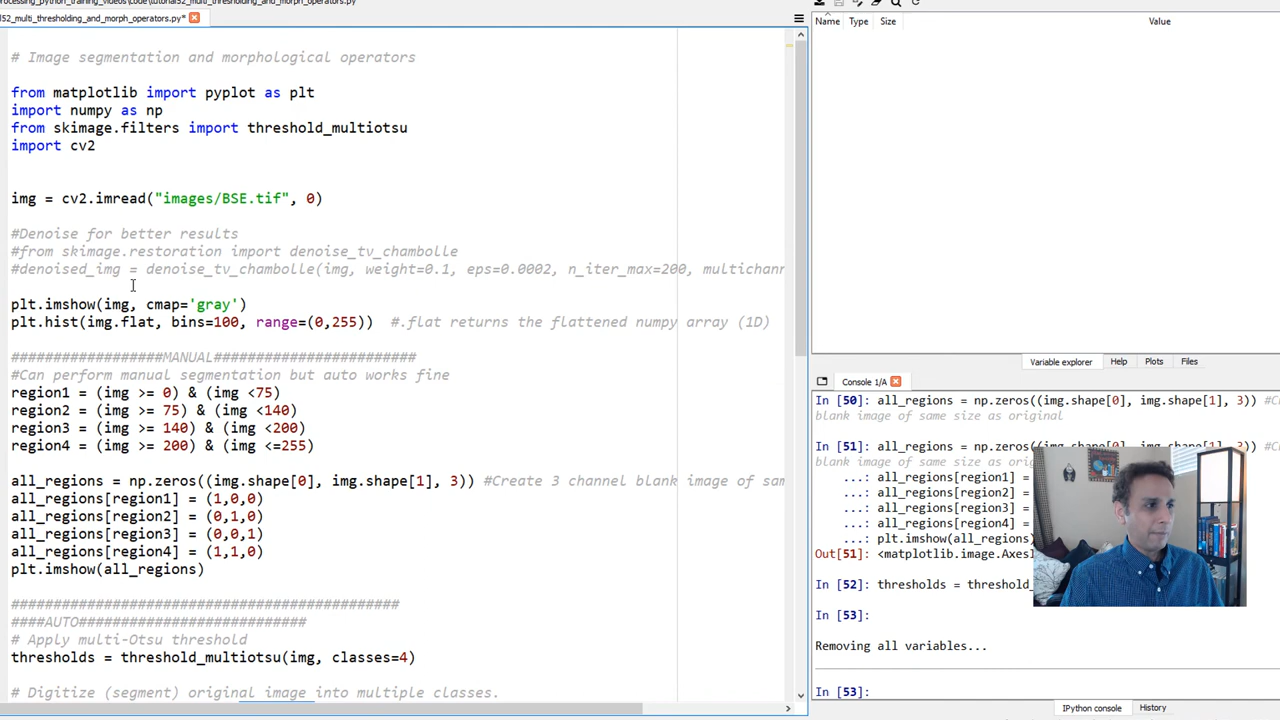 ocessing_python_training_videos\code\tutorial52_multi_thresholding_and_morph_operators.py
52_multi_thresholding_and_morph_operators.py*
# Image segmentation and morphological operators
from matplotlib import pyplot as plt
import numpy as np
from skimage.filters import threshold_multiotsu
import cv2
img = cv2.imread("images/BSE.tif", 0)
#Denoise for better results
#from skimage.restoration import denoise_tv_chambolle
#denoised_img = denoise_tv_chambolle(img, weight=0.1, eps=0.0002, n_iter_max=200, multichann
plt.imshow(img, cmap='gray')
plt.hist(img.flat, bins=100, range=(0,255))  #.flat returns the flattened numpy array (1D)
##################MANUAL########################
#Can perform manual segmentation but auto works fine
region1 = (img >= 0) & (img <75)
region2 = (img >= 75) & (img <140)
region3 = (img >= 140) & (img <200)
region4 = (img >= 200) & (img <=255)
all_regions = np.zeros((img.shape[0], img.shape[1], 3)) #Create 3 channel blank image of sam
all_regions[region1] = (1,0,0)
all_regions[region2] = (0,1,0)
all_regions[region3] = (0,0,1)
all_regions[region4] = (1,1,0)
plt.imshow(all_regions)
##############################################
####AUTO########################
# Apply multi-Otsu threshold
thresholds = threshold_multiotsu(img, classes=4)
# Digitize (segment) original image into multiple classes.
Name Type Size Value
Variable explorer Help Plots Files
Console 1/A
In [50]: all_regions = np.zeros((img.shape[0], img.shape[1], 3)) #C
blank image of same size as original
In [51]: all_regions = np.zeros((img.shape[0], img.shape[1], 3)) #C
blank image of same size as orig
...: all_regions[region1] =
...: all_regions[region2] =
...: all_regions[region3] =
...: all_regions[region4] =
...: plt.imshow(all_regions)
Out[51]: <matplotlib.image.Axes
In [52]: thresholds = threshold_
In [53]:
Removing all variables...
In [53]:
IPython console History